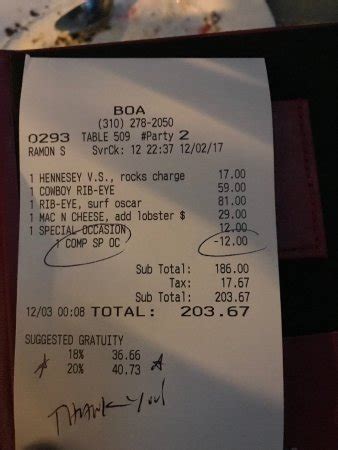 BOA
(310) 278-2050
0293 TABLE 509 #Party 2
RAMON S SvrCk: 12 22:37 12/02/17
1 HENNESEY V.S., rocks charge 17.00
1 COWBOY RIB-EYE 59.00
1 RIB-EYE, surf oscar 81.00
1 MAC N CHEESE, add lobster $ 29.00
1 SPECIAL OCCASION 12.00
1 COMP SP OC -12.00
Sub Total: 186.00
Tax: 17.67
Sub Total: 203.67
12/03 00:08 TOTAL: 203.67
SUGGESTED GRATUITY
18% 36.66
20% 40.73
Thank You!